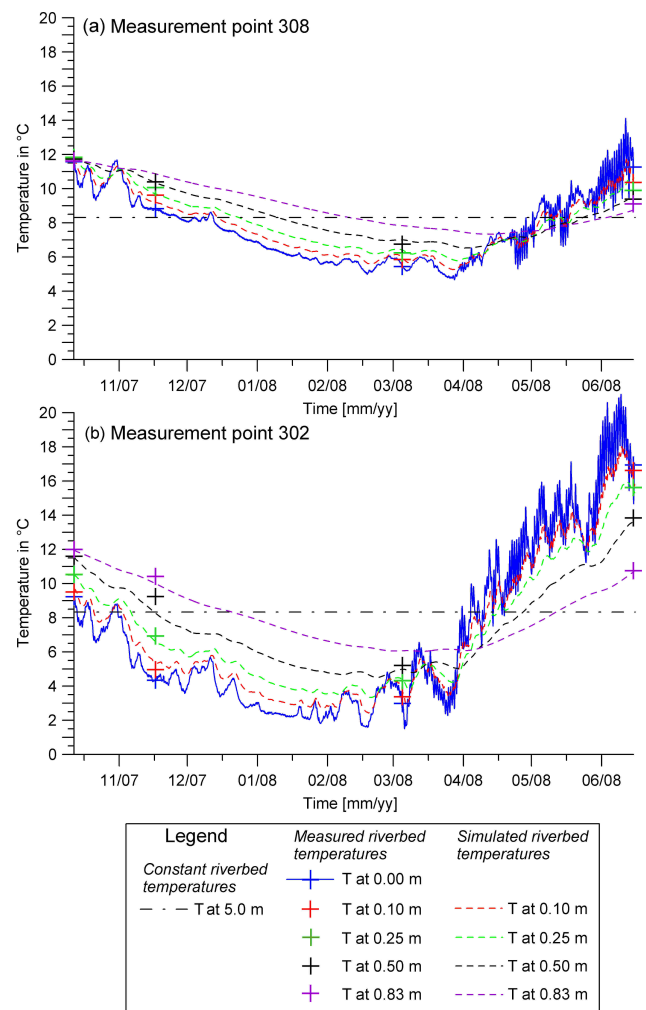 (a) Measurement point 308
20
18
16
14
12
10
8
6
4
2
0
Temperature in °C
11/07 12/07 01/08 02/08 03/08 04/08 05/08 06/08
Time [mm/yy]
(b) Measurement point 302
20
18
16
14
12
10
8
6
4
2
0
Temperature in °C
11/07 12/07 01/08 02/08 03/08 04/08 05/08 06/08
Time [mm/yy]
Legend
Constant riverbed
temperatures
T at 5.0 m
Measured riverbed
temperatures
T at 0.00 m
T at 0.10 m
T at 0.25 m
T at 0.50 m
T at 0.83 m
Simulated riverbed
temperatures
T at 0.10 m
T at 0.25 m
T at 0.50 m
T at 0.83 m